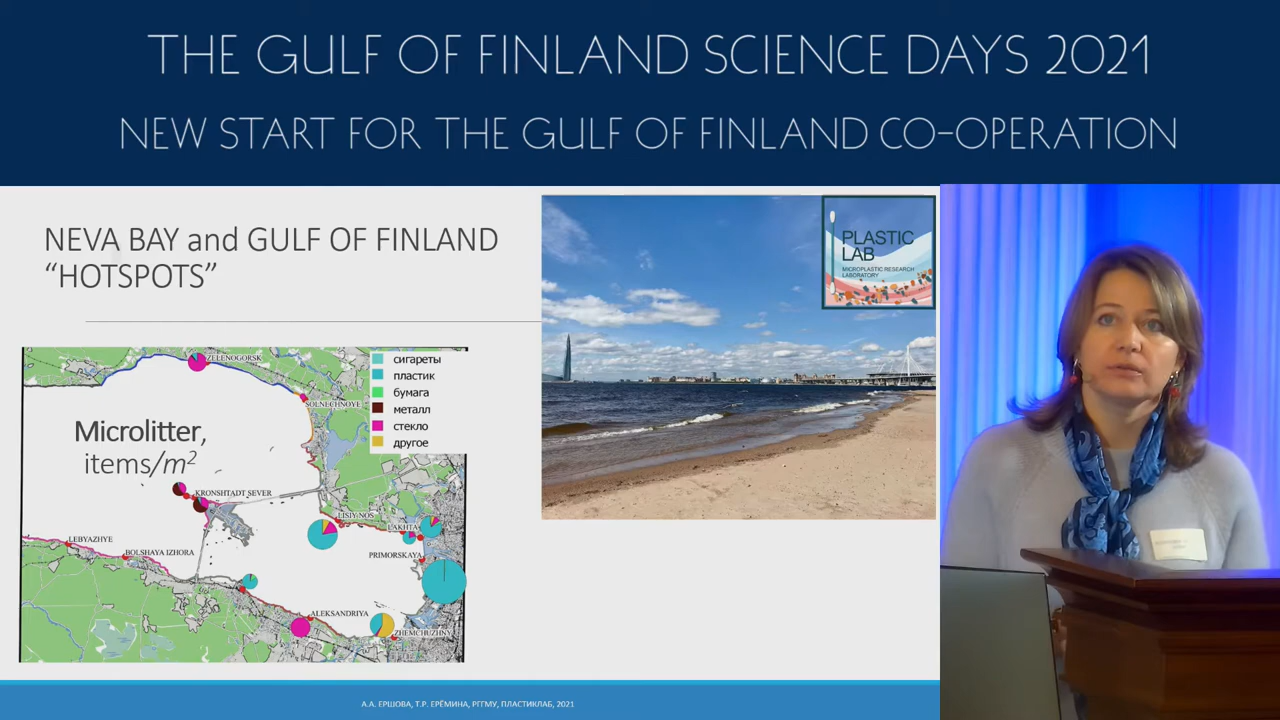 THE GULF OF FINLAND SCIENCE DAYS 2021
NEW START FOR THE GULF OF FINLAND CO-OPERATION
NEVA BAY and GULF OF FINLAND
“HOTSPOTS”
PLASTIC
LAB
MICROPLASTIC RESEARCH
LABORATORY
Microlitter,
items/m²
сигареты
пластик
бумага
металл
стекло
другое
ZELENOGORSK
SOLNECHNOYE
KRONSHTADT SEVER
LISIY NOS
LAKHTA
PRIMORSKAYA
LEBYAZHYE
BOLSHAYA IZHORA
ALEKSANDRIYA
ZHEMCHUZHNY
А.А. ЕРШОВА, Т.Р. ЕРЁМИНА, РГГМУ, ПЛАСТИКЛАБ, 2021